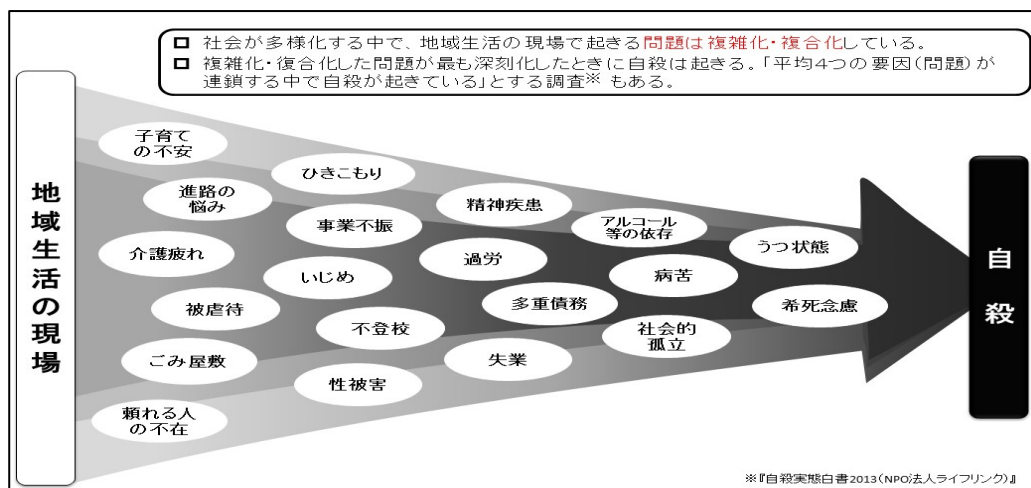 □ 社会が多様化する中で、地域生活の現場で起きる問題は複雑化・複合化している。
□ 複雑化・複合化した問題が最も深刻化したときに自殺は起きる。「平均4つの要因(問題)が
連鎖する中で自殺が起きている」とする調査※もある。
地域生活の現場
子育て
の不安
進路の
悩み
介護疲れ
被虐待
ごみ屋敷
頼れる人
の不在
ひきこもり
事業不振
いじめ
不登校
性被害
精神疾患
過労
多重債務
失業
アルコール
等の依存
病苦
社会的
孤立
うつ状態
希死念慮
自殺
※『自殺実態白書2013(NPO法人ライフリンク)』